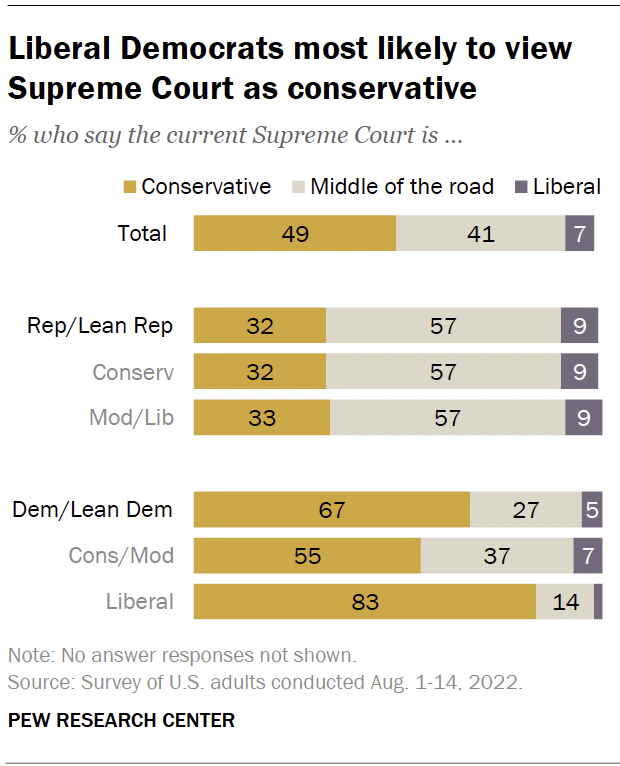 Liberal Democrats most likely to view
Supreme Court as conservative
% who say the current Supreme Court is ...
Conservative Middle of the road Liberal
Total 49 41 7
Rep/Lean Rep 32 57 9
Conserv 32 57 9
Mod/Lib 33 57 9
Dem/Lean Dem 67 27 5
Cons/Mod 55 37 7
Liberal 83 14
Note: No answer responses not shown.
Source: Survey of U.S. adults conducted Aug. 1-14, 2022.
PEW RESEARCH CENTER